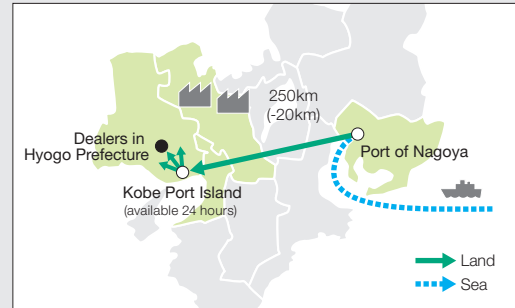 250km
(-20km)
Dealers in
Hyogo Prefecture
Port of Nagoya
Kobe Port Island
(available 24 hours)
Land
Sea